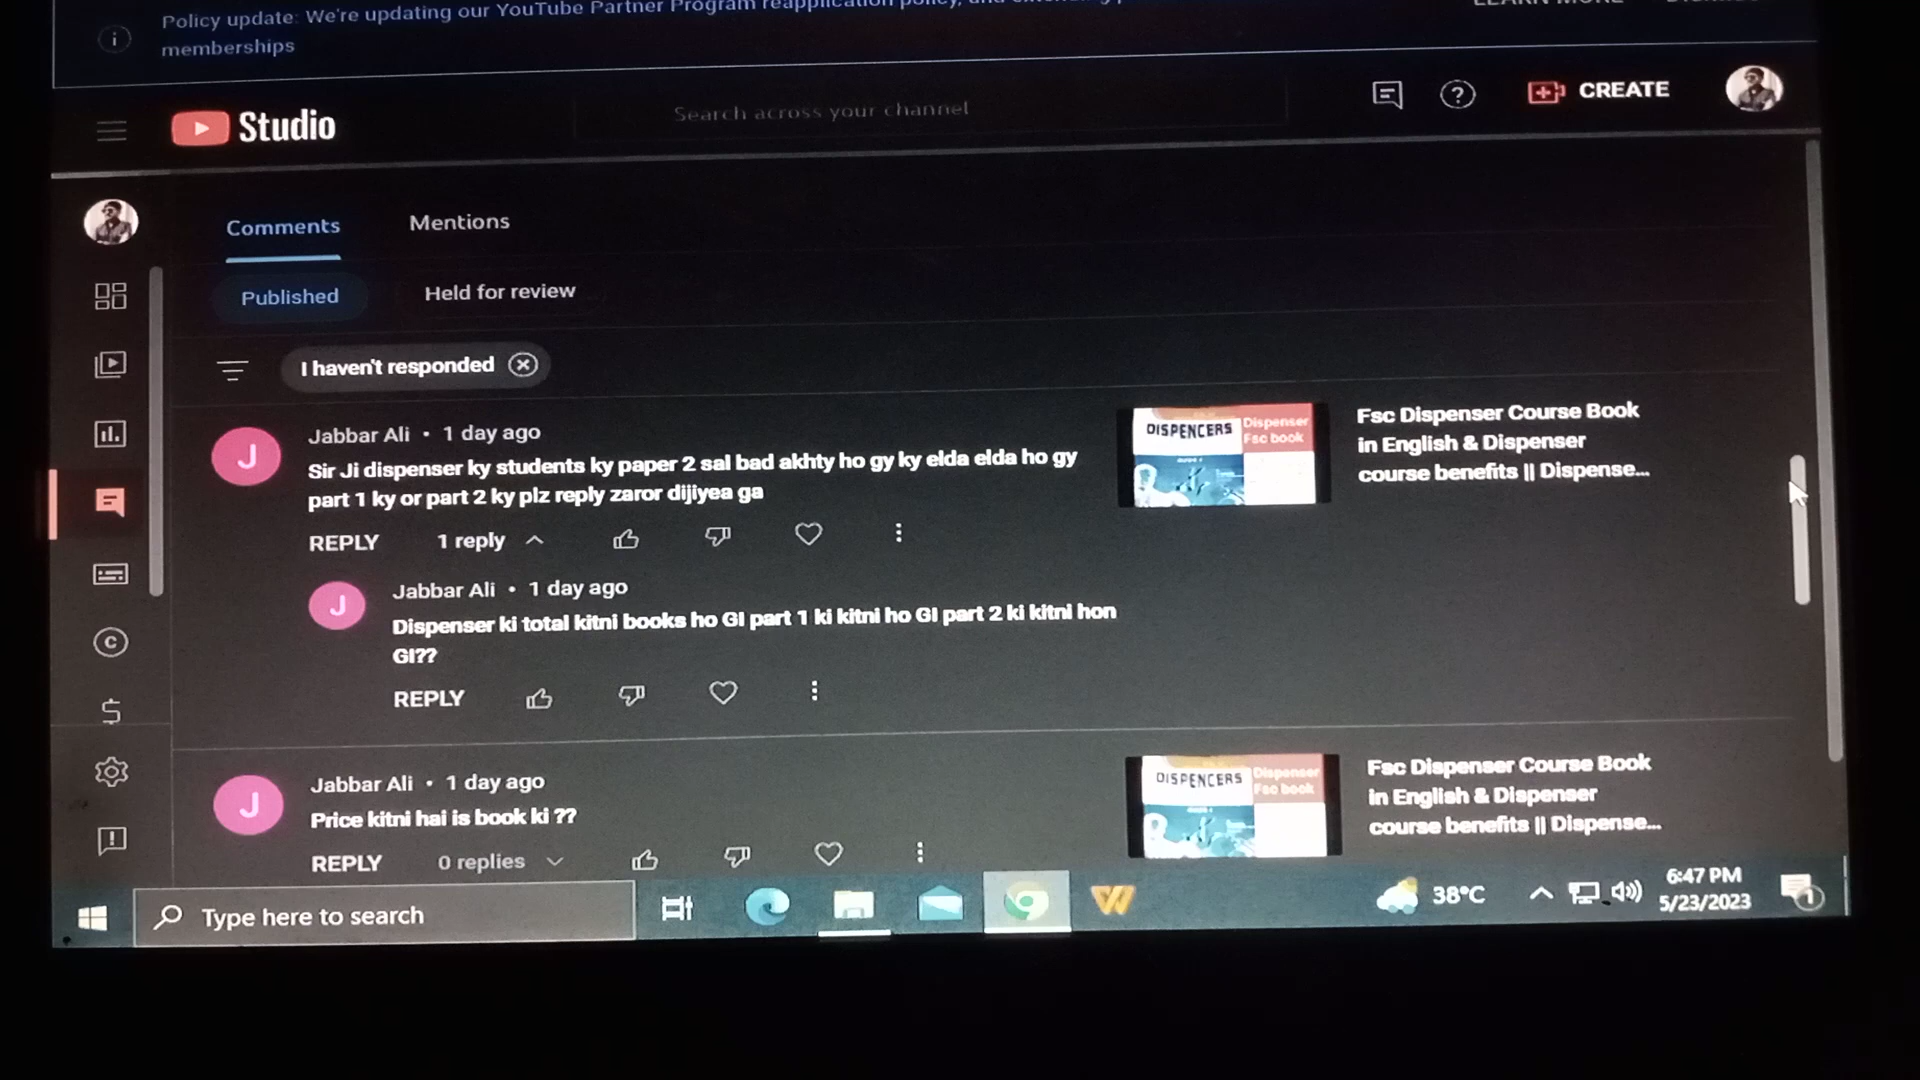 Policy update: We're updating our YouTube Partner Program reapplication policy, and
memberships
Studio
Search across your channel
CREATE
Comments
Mentions
Published
Held for review
I haven't responded
Jabbar Ali • 1 day ago
Sir Ji dispenser ky students ky paper 2 sal bad akhty ho gy ky elda elda ho gy
part 1 ky or part 2 ky plz reply zaror dijiyea ga
REPLY
1 reply
DISPENCERS
Dispenser
Fsc book
Fsc Dispenser Course Book
in English & Dispenser
course benefits || Dispense...
J
J
Jabbar Ali • 1 day ago
Dispenser ki total kitni books ho GI part 1 ki kitni ho GI part 2 ki kitni hon
GI??
REPLY
J
Jabbar Ali • 1 day ago
Price kitni hai is book ki ??
REPLY
0 replies
DISPENCERS
Dispenser
Fsc book
Fsc Dispenser Course Book
in English & Dispenser
course benefits || Dispense...
Type here to search
38°C
6:47 PM
5/23/2023
1